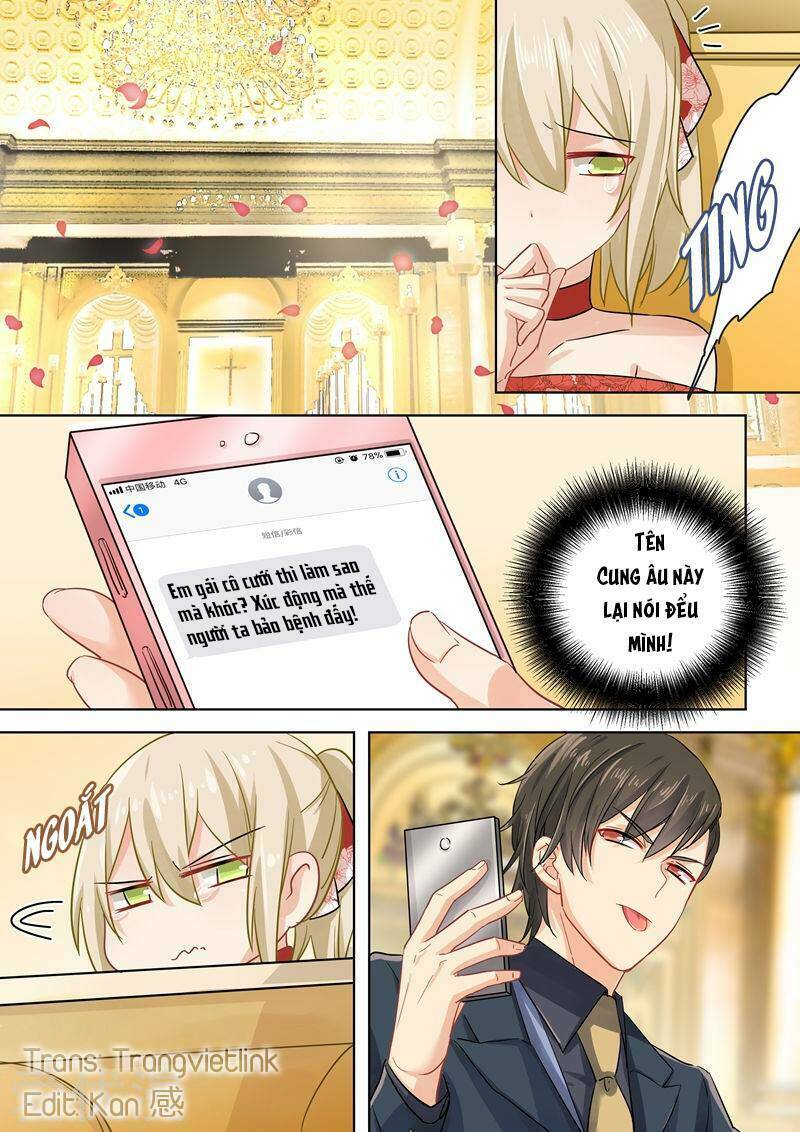 TING
中国移动 4G
78%
1
短信/彩信
Em gái cô cưới thì làm sao
mà khóc? Xúc động mà thế
người ta bảo bệnh đấy!
TÊN
CUNG ÂU NÀY
LẠI NÓI ĐỂU
MÌNH!
NGOẮT
Trans: Trangvietlink
Edit: Kan 感